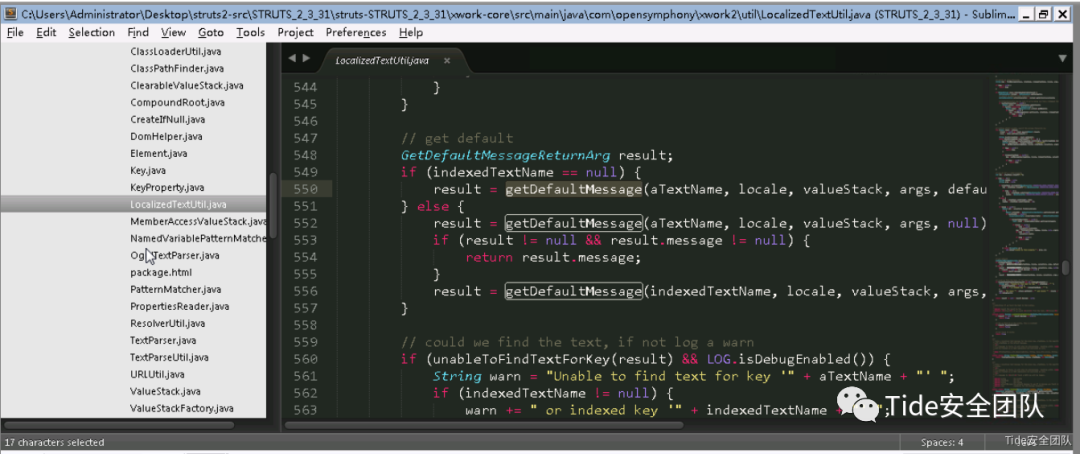 C:\Users\Administrator\Desktop\struts2-src\STRUTS_2_3_31\struts-STRUTS_2_3_31\xwork-core\src\main\java\com\opensymphony\xwork2\util\LocalizedTextUtil.java (STRUTS_2_3_31) - Sublim...
File Edit Selection Find View Goto Tools Project Preferences Help
ClassLoaderUtil.java
ClassPathFinder.java
ClearableValueStack.java
CompoundRoot.java
CreateIfNull.java
DomHelper.java
Element.java
Key.java
KeyProperty.java
LocalizedTextUtil.java
MemberAccessValueStack.java
NamedVariablePatternMatche
TextParser.java
package.html
PatternMatcher.java
PropertiesReader.java
ResolverUtil.java
TextParser.java
TextParseUtil.java
URLUtil.java
ValueStack.java
ValueStackFactory.java
LocalizedTextUtil.java ×
544 }
545 }
546
547 // get default
548 GetDefaultMessageReturnArg result;
549 if (indexedTextName == null) {
550 result = getDefaultMessage(aTextName, locale, valueStack, args, defau
551 } else {
552 result = getDefaultMessage(aTextName, locale, valueStack, args, null)
553 if (result != null && result.message != null) {
554 return result.message;
555 }
556 result = getDefaultMessage(indexedTextName, locale, valueStack, args,
557 }
558
559 // could we find the text, if not log a warn
560 if (unableToFindTextForKey(result) && LOG.isDebugEnabled()) {
561 String warn = "Unable to find text for key '" + aTextName + "' ";
562 if (indexedTextName != null) {
563 warn += " or indexed key '" + indexedTextName +
Tide安全团队
17 characters selected
Spaces: 4
Tide安全团队